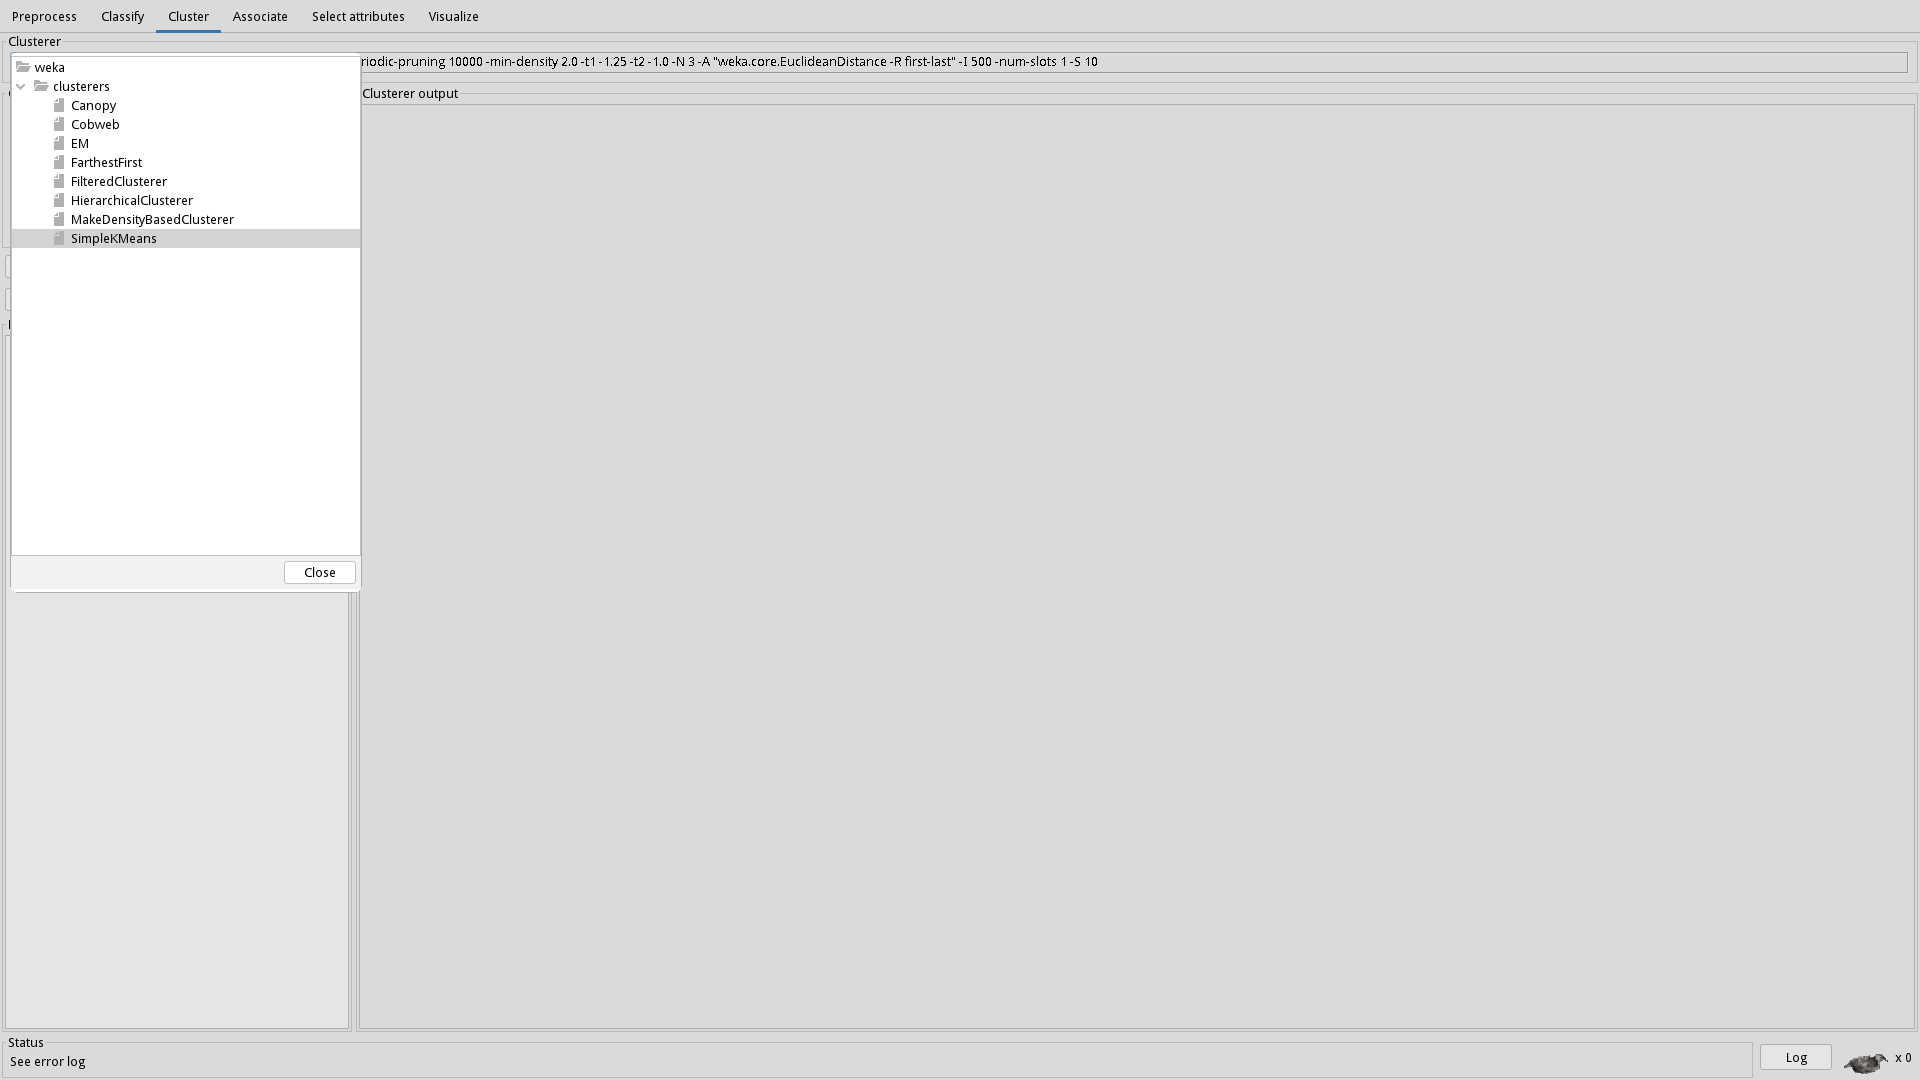 Preprocess Classify Cluster Associate Select attributes Visualize
Clusterer
riodic-pruning 10000 -min-density 2.0 -t1 -1.25 -t2 -1.0 -N 3 -A "weka.core.EuclideanDistance -R first-last" -I 500 -num-slots 1 -S 10
weka
clusterers
Canopy
Cobweb
EM
FarthestFirst
FilteredClusterer
HierarchicalClusterer
MakeDensityBasedClusterer
SimpleKMeans
Close
Clusterer output
Status
See error log
Log
x 0